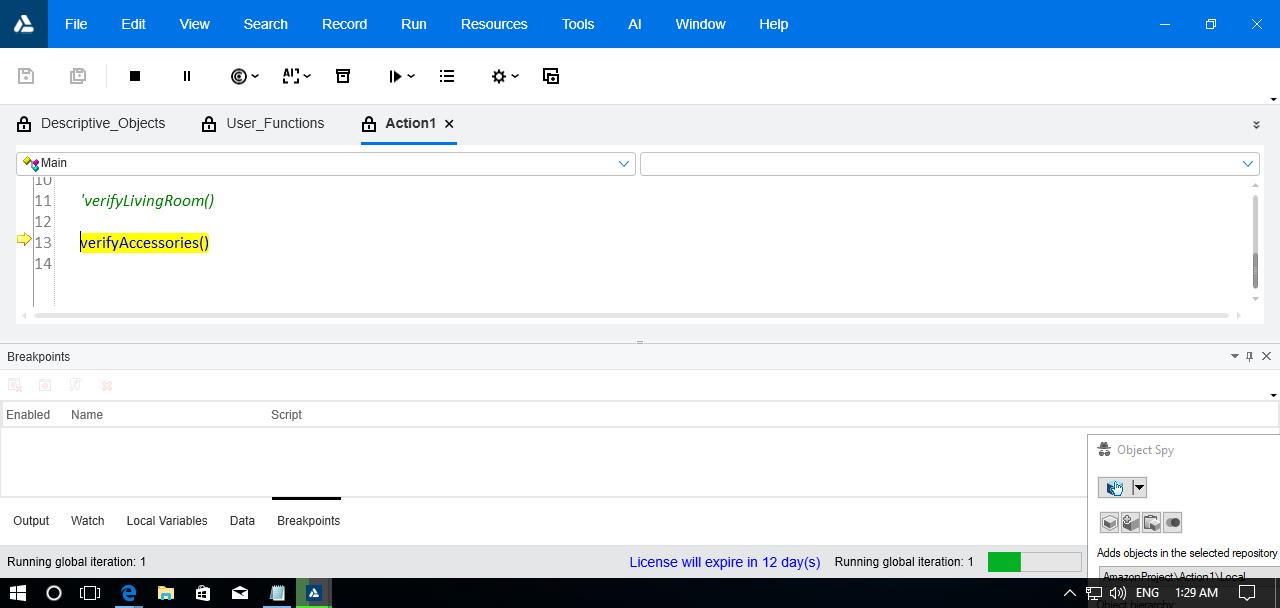 File Edit View Search Record Run Resources Tools AI Window Help
Descriptive_Objects User_Functions Action1
Main
10
11 'verifyLivingRoom()
12
13 verifyAccessories()
14
Breakpoints
Enabled Name Script
Object Spy
Output Watch Local Variables Data Breakpoints
Adds objects in the selected repository
Running global iteration: 1 License will expire in 12 day(s) Running global iteration: 1
AmazonProject\Action1\Local
ENG 1:29 AM
Object hierarchy